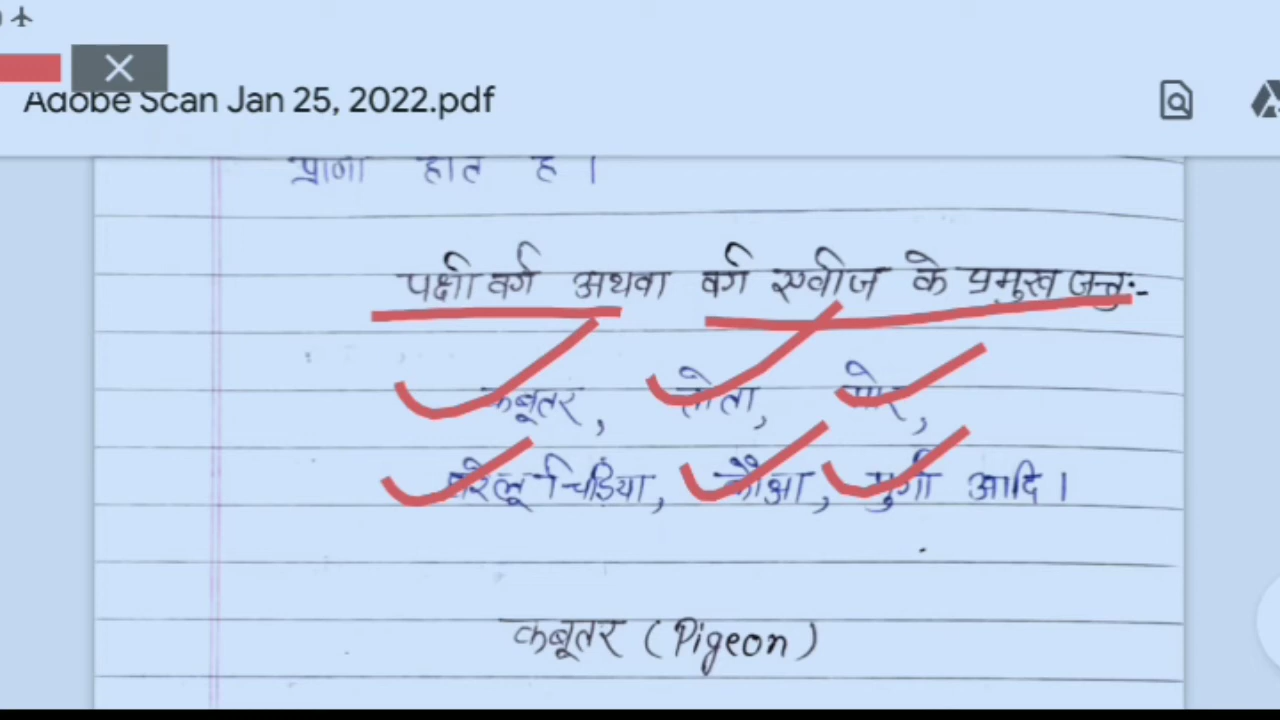 Adobe Scan Jan 25, 2022.pdf
प्राणी होते है ।
पक्षी वर्ग अथवा वर्ग एवीज के प्रमुख जन्तु:-
कबूतर, तोता, मोर,
घरेलू चिड़िया, कौआ, मुर्गी आदि ।
कबूतर (Pigeon)